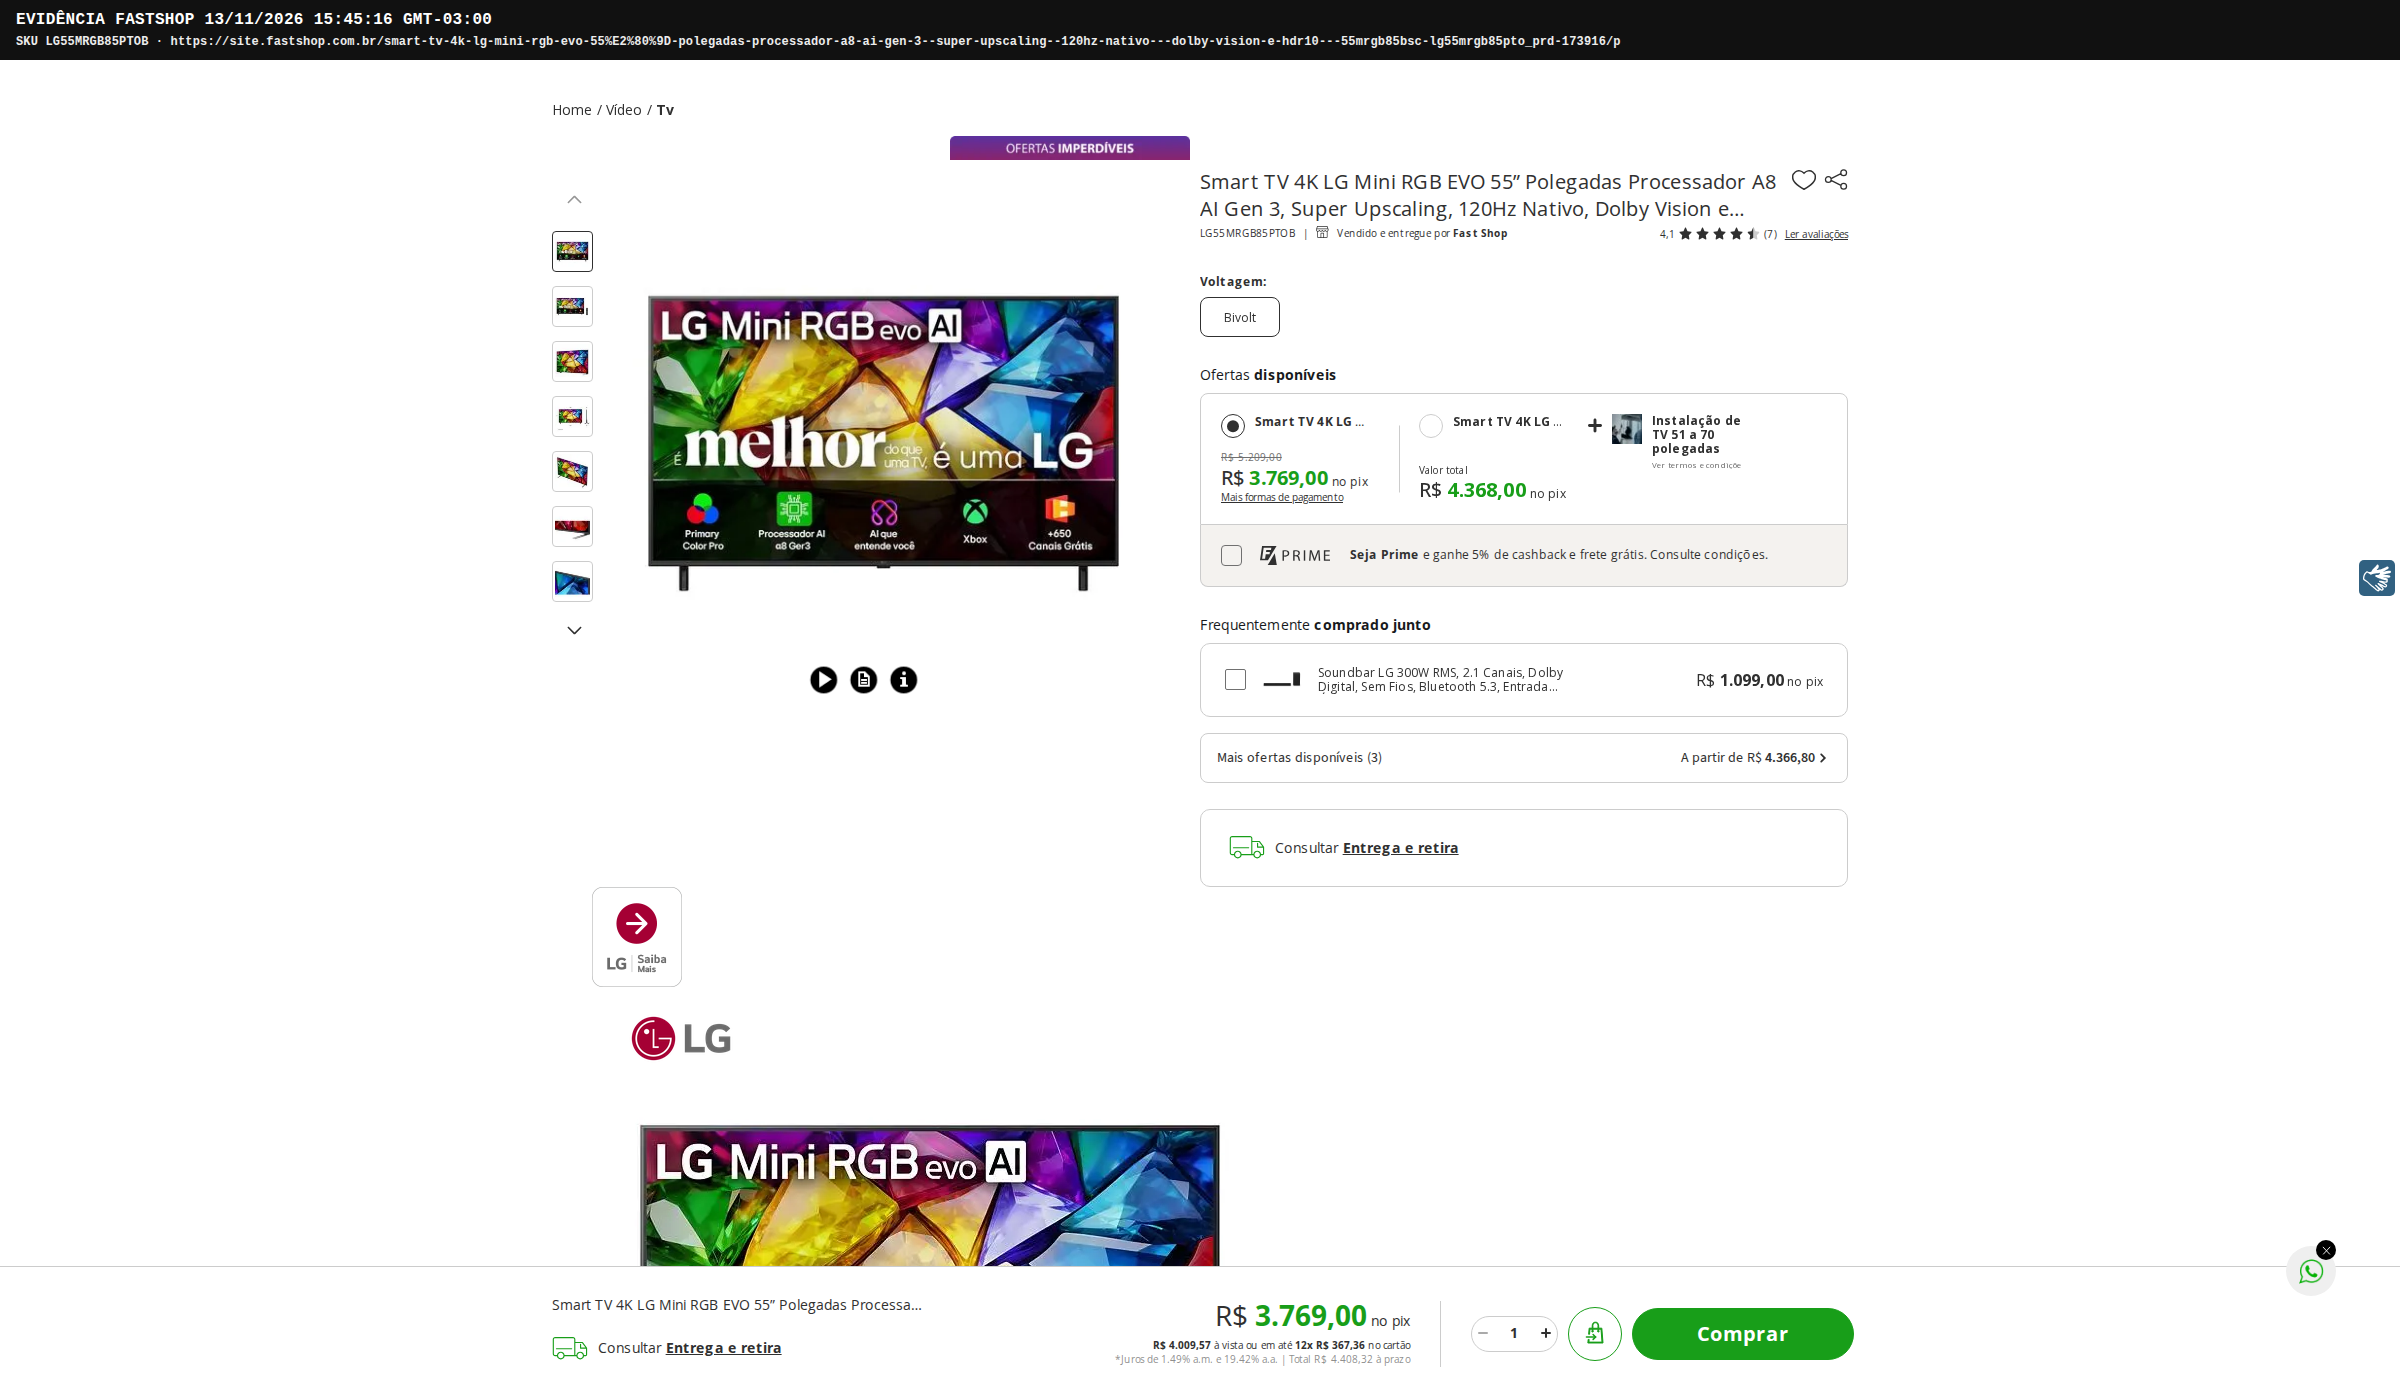 EVIDÊNCIA FASTSHOP 13/11/2026 15:45:16 GMT-03:00
SKU LG55MRGB85PTOB · https://site.fastshop.com.br/smart-tv-4k-lg-mini-rgb-evo-55%E2%80%9D-polegadas-processador-a8-ai-gen-3--super-upscaling--120hz-nativo---dolby-vision-e-hdr10---55mrgb85bsc-lg55mrgb85pto_prd-173916/p
Home / Vídeo / Tv
OFERTAS IMPERDÍVEIS
Smart TV 4K LG Mini RGB EVO 55” Polegadas Processador A8
AI Gen 3, Super Upscaling, 120Hz Nativo, Dolby Vision e...
LG55MRGB85PTOB | Vendido e entregue por Fast Shop
4,1 (7) Ler avaliações
Voltagem:
Bivolt
Ofertas disponíveis
Smart TV 4K LG ...
R$ 5.209,00
R$ 3.769,00 no pix
Mais formas de pagamento
Smart TV 4K LG ...
Valor total
R$ 4.368,00 no pix
+
Instalação de
TV 51 a 70
polegadas
Ver termos e condiçõe
PRIME Seja Prime e ganhe 5% de cashback e frete grátis. Consulte condições.
Frequentemente comprado junto
Soundbar LG 300W RMS, 2.1 Canais, Dolby
Digital, Sem Fios, Bluetooth 5.3, Entrada...
R$ 1.099,00 no pix
Mais ofertas disponíveis (3)
A partir de R$ 4.366,80
Consultar Entrega e retira
LG Mini RGB evo AI
É melhor do que uma TV, é uma LG
Primary
Color Pro
Processador AI
a8 Ger3
AI que
entende você
Xbox
+650
Canais Grátis
LG Saiba
Mais
LG
LG Mini RGB evo AI
Smart TV 4K LG Mini RGB EVO 55” Polegadas Processa...
Consultar Entrega e retira
R$ 3.769,00 no pix
R$ 4.009,57 à vista ou em até 12x R$ 367,36 no cartão
*Juros de 1.49% a.m. e 19.42% a.a. | Total R$ 4.408,32 à prazo
− 1 +
Comprar